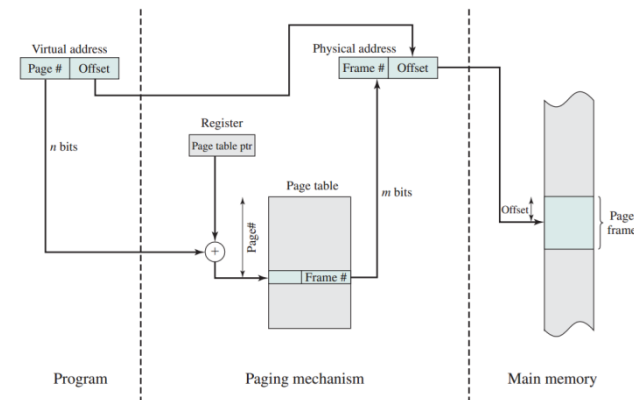 Virtual address
Page # Offset
n bits
Register
Page table ptr
+
Page#
Page table
Frame #
m bits
Physical address
Frame # Offset
Offset
Page
frame
Program
Paging mechanism
Main memory